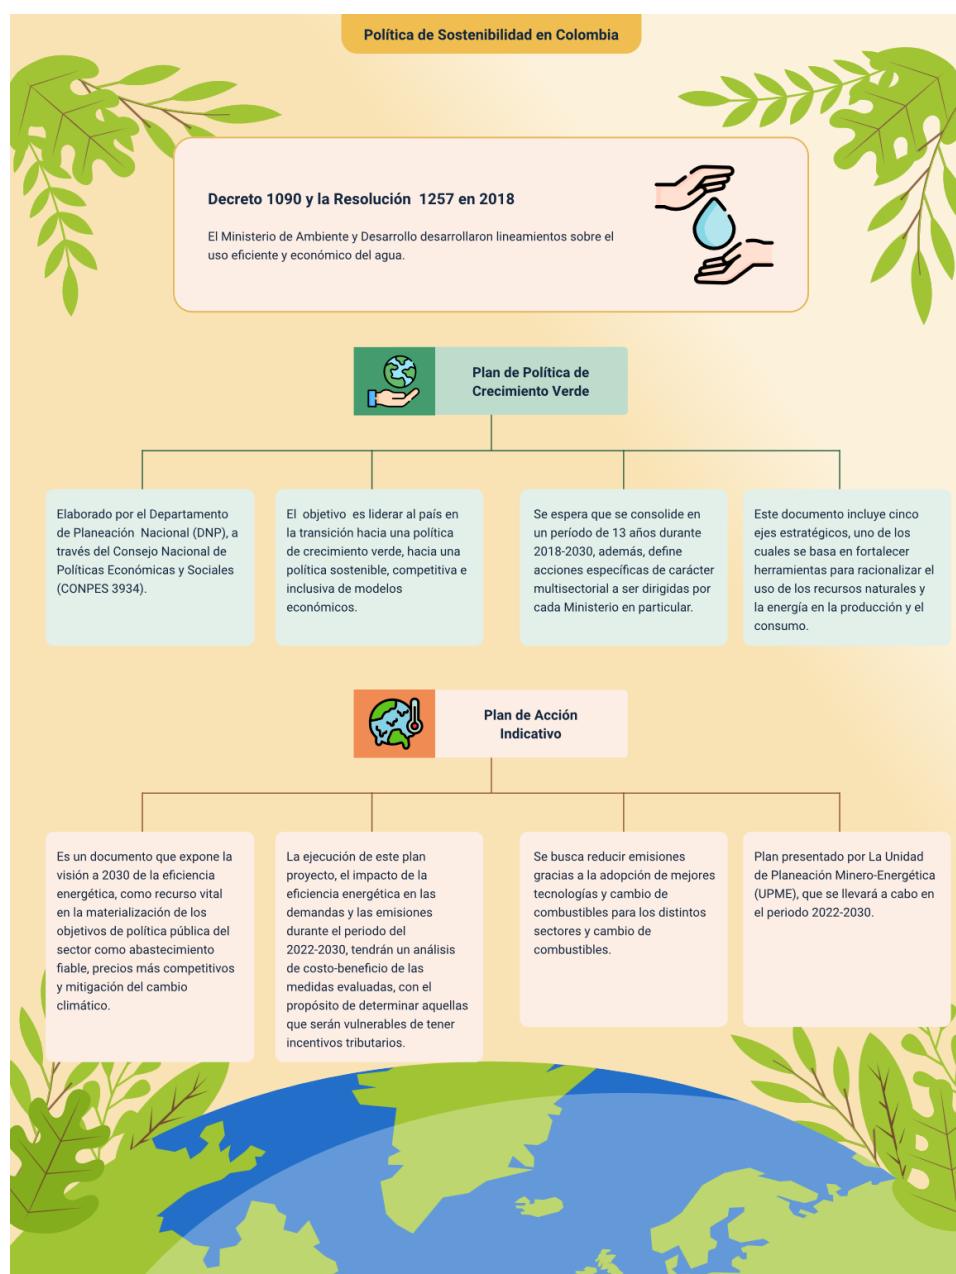 Política de Sostenibilidad en Colombia
Decreto 1090 y la Resolución 1257 en 2018
El Ministerio de Ambiente y Desarrollo desarrollaron lineamientos sobre el
uso eficiente y económico del agua.
Plan de Política de
Crecimiento Verde
Elaborado por el Departamento
de Planeación Nacional (DNP), a
través del Consejo Nacional de
Políticas Económicas y Sociales
(CONPES 3934).
El objetivo es liderar al país en
la transición hacia una política
de crecimiento verde, hacia una
política sostenible, competitiva e
inclusiva de modelos
económicos.
Se espera que se consolide en
un período de 13 años durante
2018-2030, además, define
acciones específicas de carácter
multisectorial a ser dirigidas por
cada Ministerio en particular.
Este documento incluye cinco
ejes estratégicos, uno de los
cuales se basa en fortalecer
herramientas para racionalizar el
uso de los recursos naturales y
la energía en la producción y el
consumo.
Plan de Acción
Indicativo
Es un documento que expone la
visión a 2030 de la eficiencia
energética, como recurso vital
en la materialización de los
objetivos de política pública del
sector como abastecimiento
fiable, precios más competitivos
y mitigación del cambio
climático.
La ejecución de este plan
proyecto, el impacto de la
eficiencia energética en las
demandas y las emisiones
durante el periodo del
2022-2030, tendrán un análisis
de costo-beneficio de las
medidas evaluadas, con el
propósito de determinar aquellas
que serán vulnerables de tener
incentivos tributarios.
Se busca reducir emisiones
gracias a la adopción de mejores
tecnologías y cambio de
combustibles para los distintos
sectores y cambio de
combustibles.
Plan presentado por La Unidad
de Planeación Minero-Energética
(UPME), que se llevará a cabo en
el periodo 2022-2030.